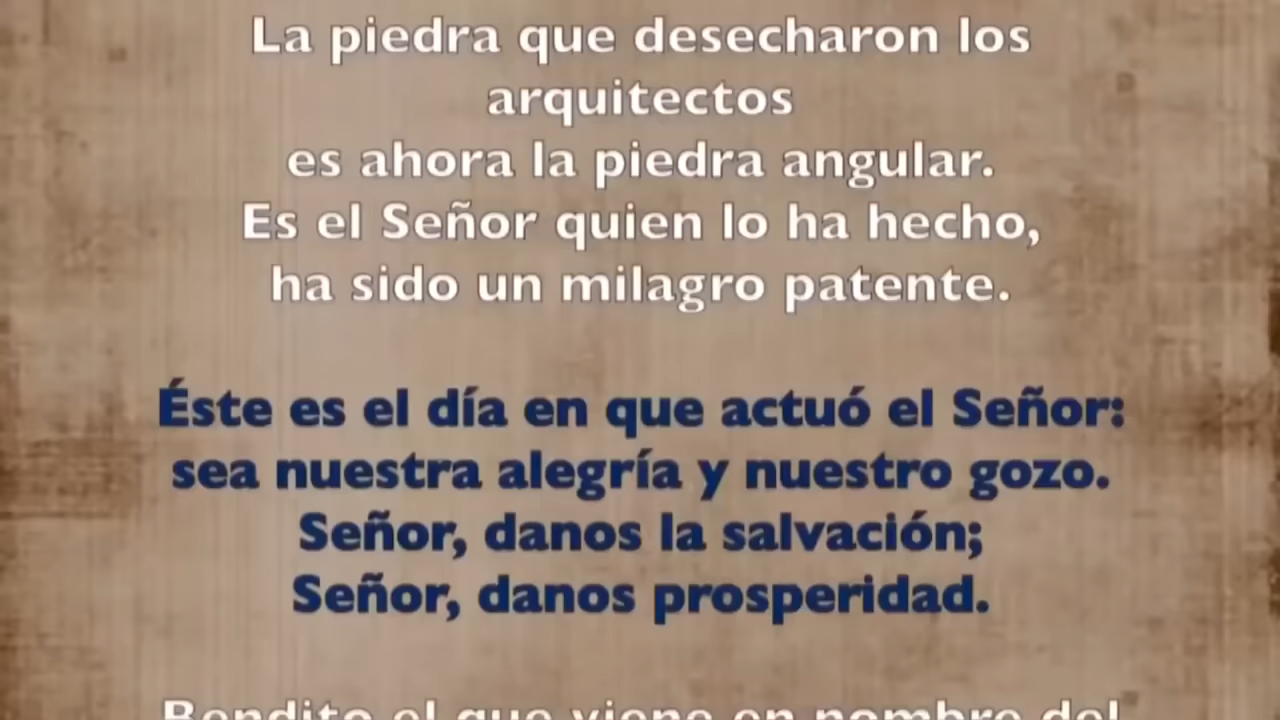 La piedra que desecharon los
arquitectos
es ahora la piedra angular.
Es el Señor quien lo ha hecho,
ha sido un milagro patente.
Éste es el día en que actuó el Señor:
sea nuestra alegría y nuestro gozo.
Señor, danos la salvación;
Señor, danos prosperidad.
Bendito el que viene en nombre del